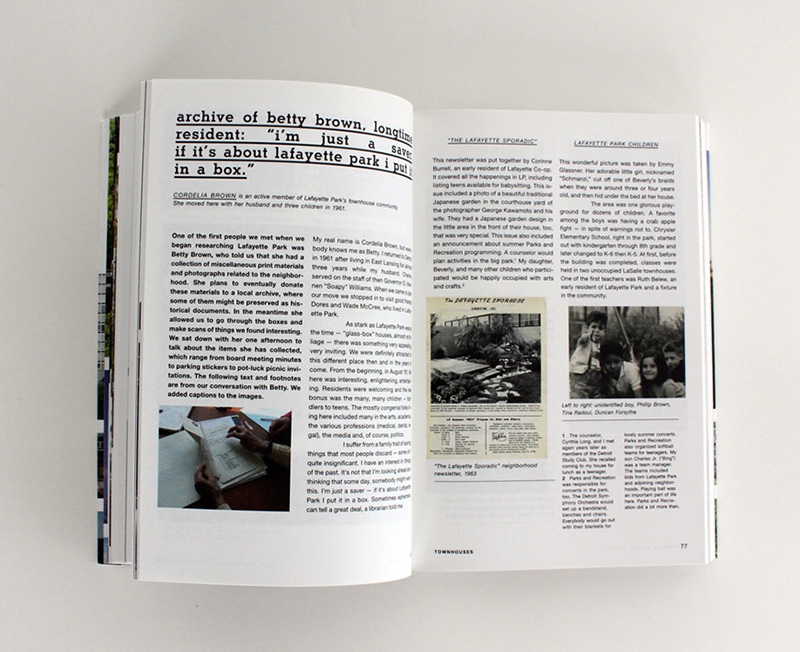 archive of betty brown, longtime
resident: “i’m just a saver
if it’s about lafayette park i put it
in a box.”
CORDELIA BROWN is an active member of Lafayette Park's townhouse community.
She moved here with her husband and three children in 1961.
One of the first people we met when we
began researching Lafayette Park was
Betty Brown, who told us that she had a
collection of miscellaneous print materials
and photographs related to the neighbor-
hood. She plans to eventually donate
these materials to a local archive, where
some of them might be preserved as his-
torical documents. In the meantime she
allowed us to go through the boxes and
make scans of things we found interesting.
We sat down with her one afternoon to
talk about the items she has collected,
which range from board meeting minutes
to parking stickers to pot-luck picnic invi-
tations. The following text and footnotes
are from our conversation with Betty. We
added captions to the images.
My real name is Cordelia Brown, but every
body knows me as Betty. I returned to Detroit
in 1961 after living in East Lansing for almost
three years while my husband, Charles
served on the staff of then Governor G. Men
nen "Soapy" Williams. When we came to
our move we stopped in to visit good friends
Dores and Wade McCree, who lived in Lafay
ette Park.
As stark as Lafayette Park was
the time — "glass-box" houses, almost no
liage — there was something very appealing
very inviting. We were definitely attracted to
this different place then and in the years to
come. From the beginning, in August
here was interesting, enlightening, entertain
ing. Residents were welcoming and the
bonus was the many, many children — tod
dlers to teens. The mostly congenial folks
ing here included many in the arts, academ
the various professions (medical, dental,
gal), the media and, of course, politics.
I suffer from a family trait of saving
things that most people discard — some
quite insignificant. I have an interest in things
of the past. It's not that I'm looking ahead
thinking that some day, somebody might want
this. I'm just a saver — if it's about Lafayette
Park I put it in a box. Sometimes ephemera
can tell a great deal, a librarian told me.
"THE LAFAYETTE SPORADIC"
This newsletter was put together by Corinne
Burrell, an early resident of Lafayette Co-op.
It covered all the happenings in LP, including
listing teens available for babysitting. This is-
sue included a photo of a beautiful traditional
Japanese garden in the courthouse yard of
the photographer George Kawamoto and his
wife. They had a Japanese garden design in
the little area in the front of their house, too,
that was very special. This issue also included
an announcement about summer Parks and
Recreation programming. A counselor would
plan activities in the big park.¹ My daughter,
Beverly, and many other children who partici-
pated would be happily occupied with arts
and crafts.²
The LAFAYETTE SPORADIC
"The Lafayette Sporadic" neighborhood
newsletter, 1963
LAFAYETTE PARK CHILDREN
This wonderful picture was taken by Emmy
Glassner. Her adorable little girl, nicknamed
"Schmanzi," cut off one of Beverly's braids
when they were around three or four years
old, and then hid under the bed at her house.
The area was one glorious play-
ground for dozens of children. A favorite
among the boys was having a crab apple
fight — in spite of warnings not to. Chrysler
Elementary School, right in the park, started
out with kindergarten through 8th grade and
later changed to K-6 then K-5. At first, before
the building was completed, classes were
held in two unoccupied LaSalle townhouses.
One of the first teachers was Ruth Belew, an
early resident of Lafayette Park and a fixture
in the community.
Left to right: unidentified boy, Phillip Brown,
Tina Radoul, Duncan Forsythe
1 The counselor,
Cynthia Long, and I met
again years later as
members of the Detroit
Study Club. She recalled
coming to my house for
lunch as a teenager.
2 Parks and Recreation
was responsible for
concerts in the park,
too. The Detroit Sym-
phony Orchestra would
set up a bandstand,
benches and chairs.
Everybody would go out
with their blankets for
lovely summer concerts.
Parks and Recreation
also organized softball
teams for teenagers. My
son Charles Jr. ("Bing")
was a team manager.
The teams included
kids from Lafayette Park
and adjoining neighbor-
hoods. Playing ball was
an important part of life
here. Parks and Recre-
ation did a lot more then.
TOWNHOUSES
77